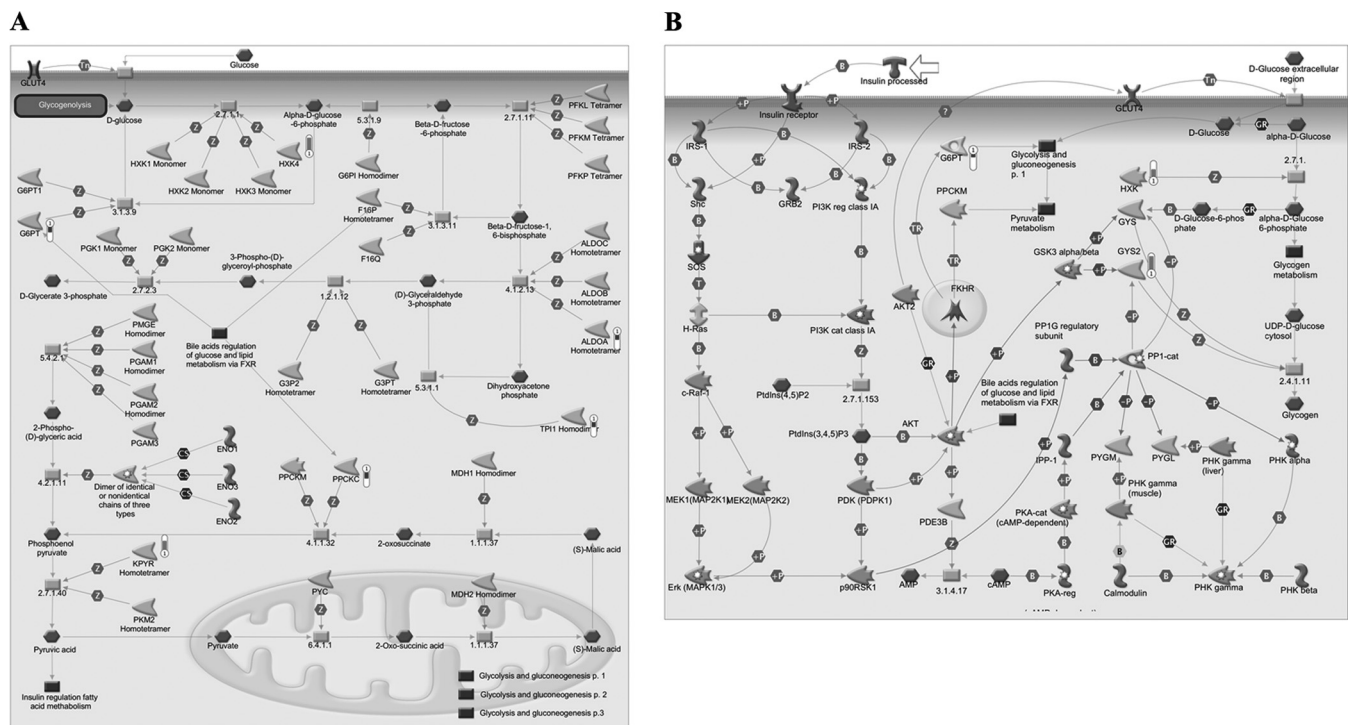 A
GLUT4
Tn
Glucose
Glycogenolysis
D-glucose
2.7.1.1.
Alpha-D-glucose
-6-phosphate
5.3.1.9
Beta-D-fructose
-6-phosphate
2.7.1.11
PFKL Tetramer
PFKM Tetramer
PFKP Tetramer
HXK1 Monomer
HXK2 Monomer
HXK3 Monomer
HXK4
G6PI Homodimer
G6PT1
G6PT
3.1.3.9
F16P
Homotetramer
F16Q
3.1.3.11
Beta-D-fructose-1,
6-bisphosphate
PGK1 Monomer
PGK2 Monomer
ALDOC
Homotetramer
ALDOB
Homotetramer
ALDOA
Homotetramer
D-Glycerate 3-phosphate
2.7.2.3
3-Phospho-(D)-
glyceroyl-phosphate
1.2.1.12
(D)-Glyceraldehyde
3-phosphate
4.1.2.13
PMGE
Homodimer
PGAM1
Homodimer
PGAM2
Homodimer
PGAM3
5.4.2.1
Bile acids regulation
of glucose and lipid
metabolism via FXR
G3P2
Homotetramer
G3PT
Homotetramer
5.3.1.1
Dihydroxyacetone
phosphate
TPI1 Homodimer
2-Phospho-
(D)-glyceric acid
4.2.1.11
Dimer of identical
or nonidentical
chains of three
types
ENO1
ENO3
ENO2
CS
CS
CS
PPCKM
PPCKC
MDH1 Homodimer
Phosphoenol
pyruvate
4.1.1.32
2-oxosuccinate
1.1.1.37
(S)-Malic acid
KPYR
Homotetramer
2.7.1.40
PKM2
Homotetramer
PYC
MDH2 Homodimer
Pyruvic acid
Pyruvate
6.4.1.1
2-Oxo-succinic acid
1.1.1.37
(S)-Malic acid
Insulin regulation fatty
acid methabolism
Glycolysis and gluconeogenesis p. 1
Glycolysis and gluconeogenesis p. 2
Glycolysis and gluconeogenesis p.3
B
Insulin processed
Insulin receptor
GLUT4
Tn
D-Glucose extracellular
region
D-Glucose
GR
alpha-D-Glucose
IRS-1
IRS-2
G6PT
Glycolysis and
gluconeogenesis
p. 1
2.7.1.
HXK
Shc
GRB2
PI3K reg class IA
PPCKM
Pyruvate
metabolism
GYS
D-Glucose-6-phos
phate
alpha-D-Glucose
6-phosphate
GYS2
GSK3 alpha/beta
Glycogen
metabolism
SOS
H-Ras
PI3K cat class IA
AKT2
FKHR
TR
TR
PP1G regulatory
subunit
PP1-cat
UDP-D-glucose
cytosol
2.4.1.11
Glycogen
c-Raf-1
PtdIns(4,5)P2
2.7.1.153
PtdIns(3,4,5)P3
AKT
Bile acids regulation
of glucose and lipid
metabolism via FXR
IPP-1
PYGM
PYGL
PHK gamma
(liver)
PHK alpha
PHK gamma
(muscle)
MEK1(MAP2K1)
MEK2(MAP2K2)
PDK (PDPK1)
PDE3B
PKA-cat
(cAMP-dependent)
Erk (MAPK1/3)
p90RSK1
AMP
3.1.4.17
cAMP
PKA-reg
Calmodulin
PHK gamma
PHK beta